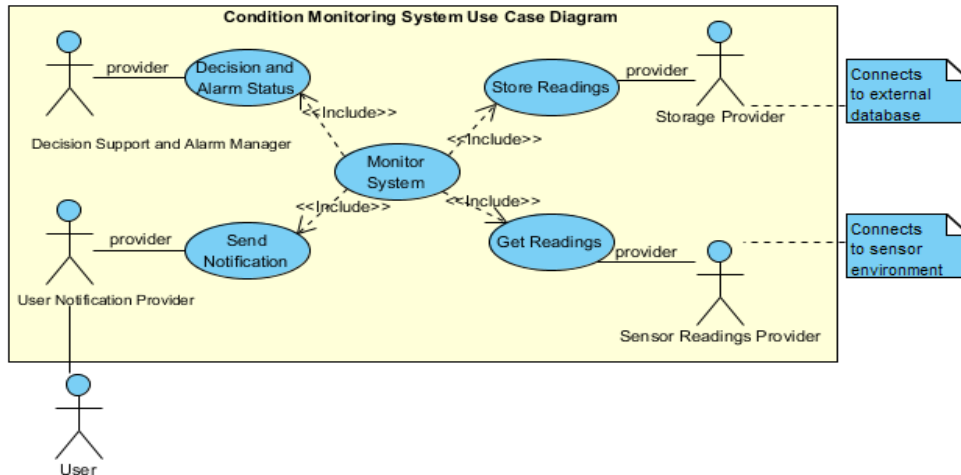 Condition Monitoring System Use Case Diagram
provider
Decision and
Alarm Status
Decision Support and Alarm Manager
<<Include>>
Store Readings
provider
Storage Provider
Connects
to external
database
<<Include>>
Monitor
System
<<Include>>
<<Include>>
provider
Send
Notification
User Notification Provider
Get Readings
provider
Sensor Readings Provider
Connects
to sensor
environment
User